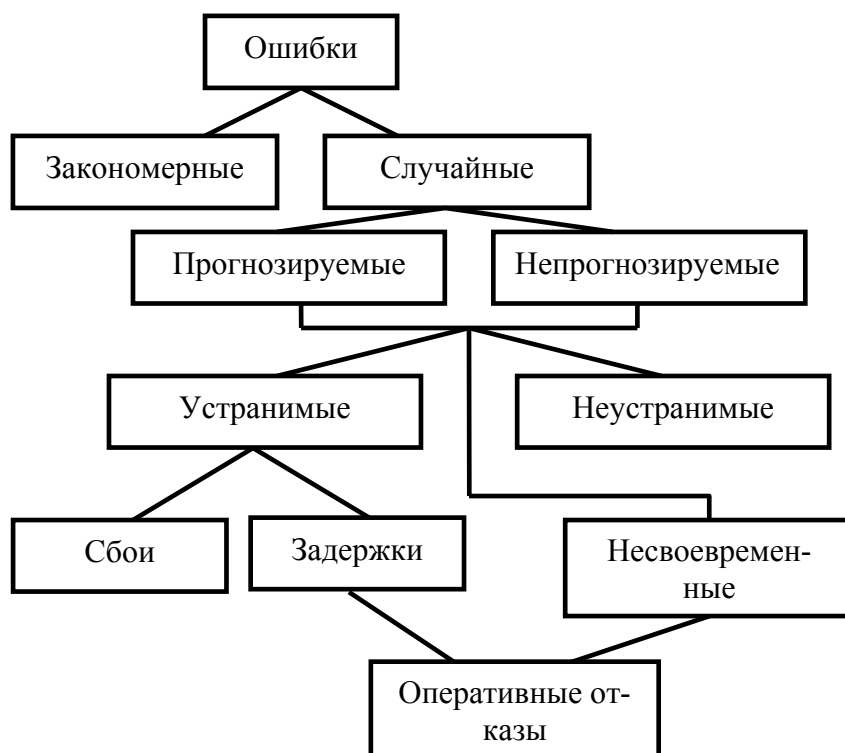 Ошибки
Закономерные
Случайные
Прогнозируемые
Непрогнозируемые
Устранимые
Неустранимые
Сбои
Задержки
Несвоевремен-
ные
Оперативные от-
казы